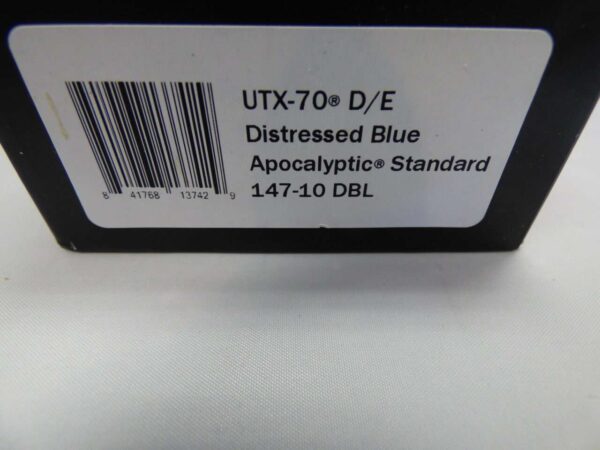 UTX-70® D/E
Distressed Blue
Apocalyptic® Standard
147-10 DBL
8 41768 13742 9